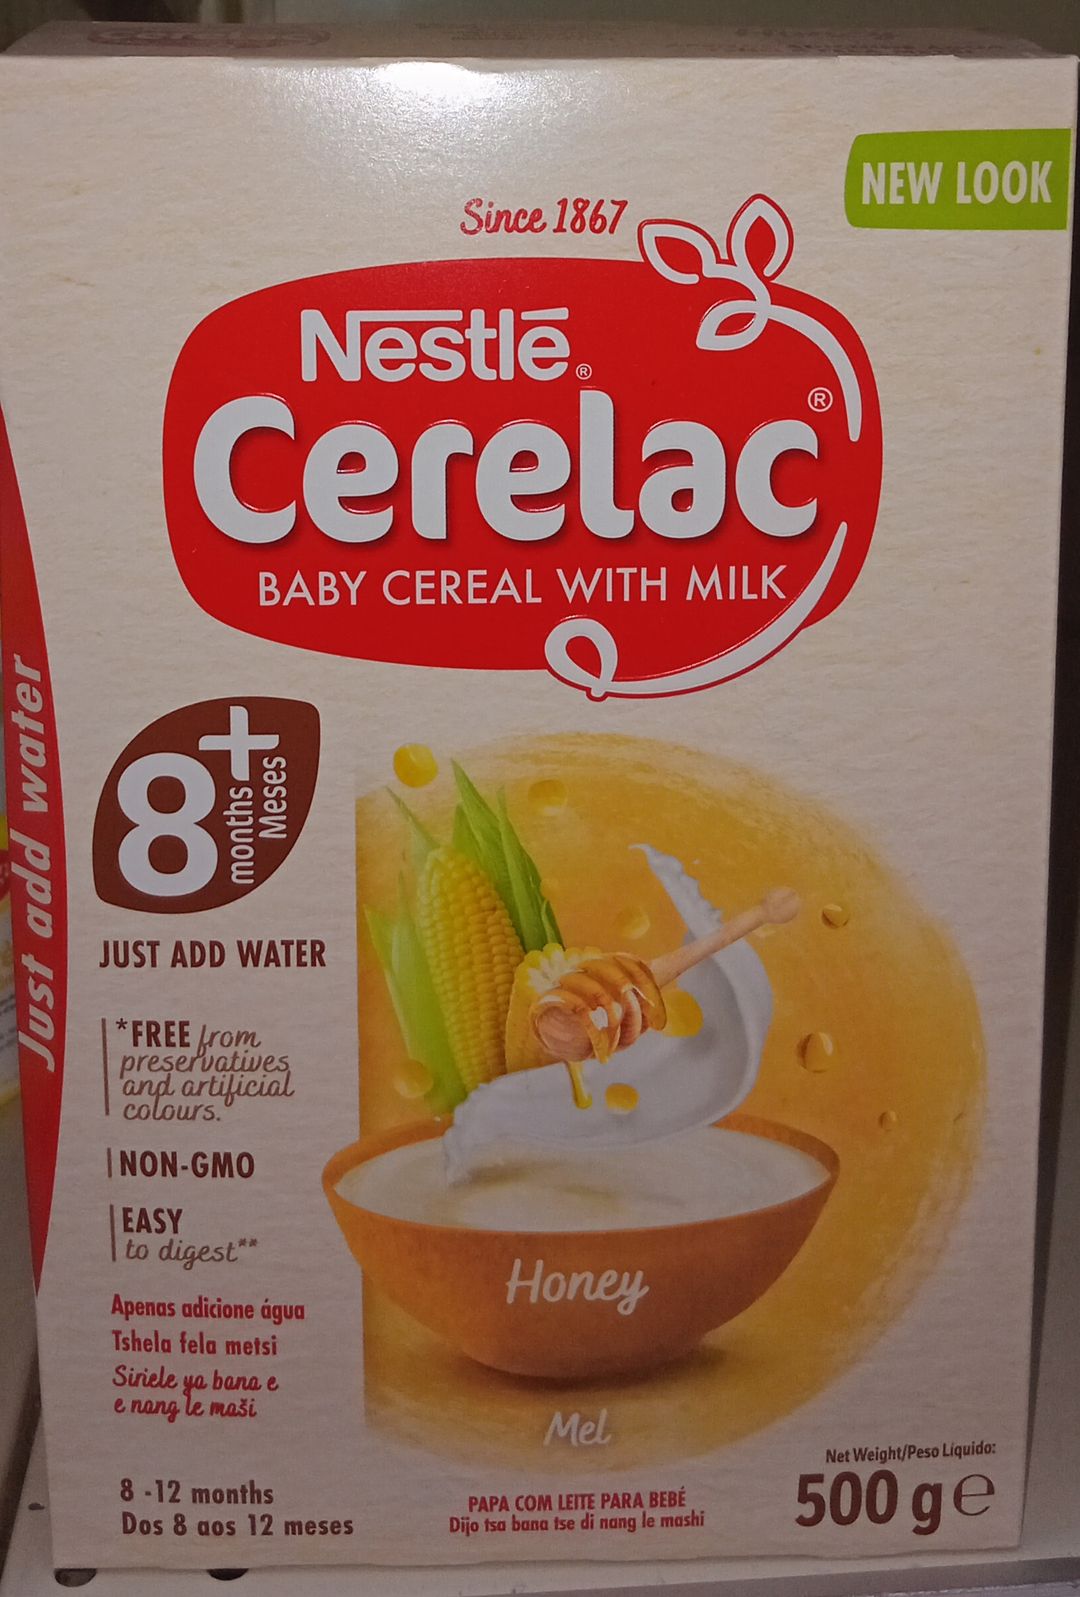 NEW LOOK
Since 1867
Nestlé®
Cerelac®
BABY CEREAL WITH MILK
Just add water
8+
months
Meses
JUST ADD WATER
*FREE from
preservatives
and artificial
colours.
NON-GMO
EASY
to digest**
Apenas adicione água
Tshela fela metsi
Siriele ya bana e
e nang le maši
Honey
Mel
8 -12 months
Dos 8 aos 12 meses
PAPA COM LEITE PARA BEBÉ
Dijo tsa bana tse di nang le mashi
Net Weight/Peso Líquido:
500 g e